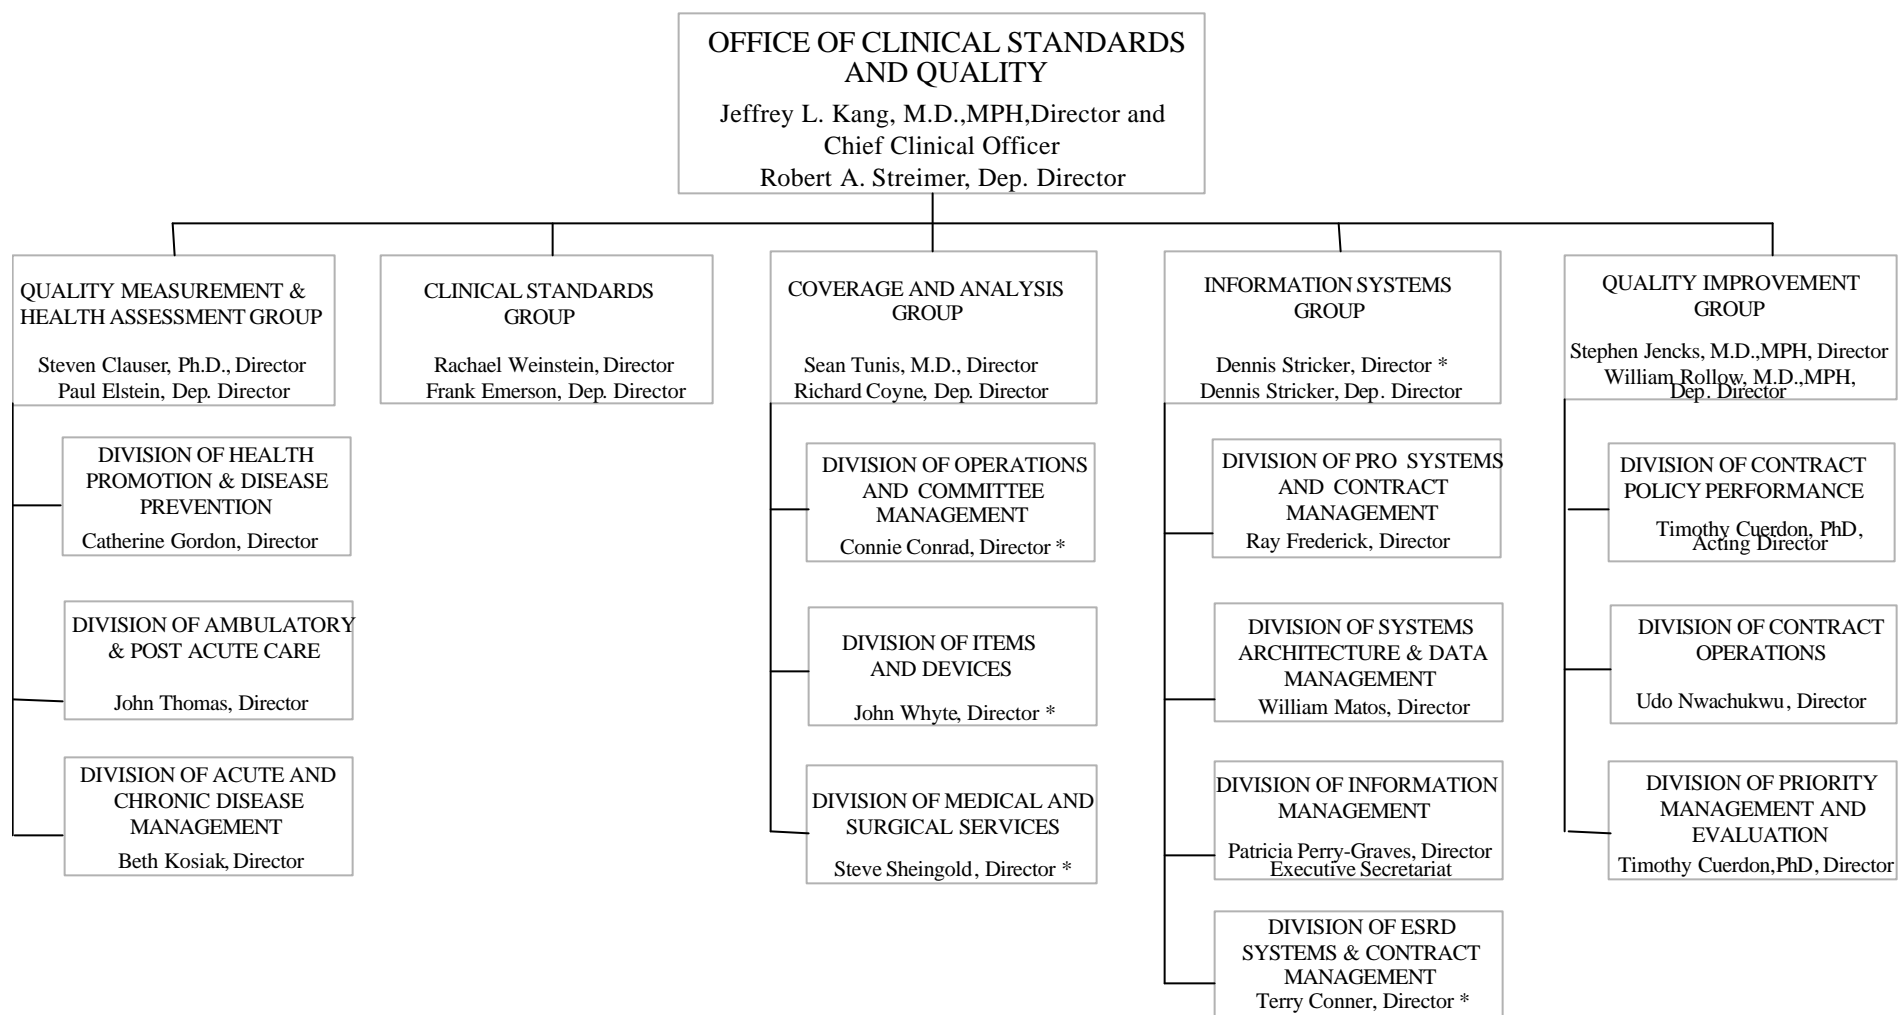 OFFICE OF CLINICAL STANDARDS
AND QUALITY
Jeffrey L. Kang, M.D.,MPH,Director and
Chief Clinical Officer
Robert A. Streimer, Dep. Director
QUALITY MEASUREMENT &
HEALTH ASSESSMENT GROUP
Steven Clauser, Ph.D., Director
Paul Elstein, Dep. Director
DIVISION OF HEALTH
PROMOTION & DISEASE
PREVENTION
Catherine Gordon, Director
DIVISION OF AMBULATORY
& POST ACUTE CARE
John Thomas, Director
DIVISION OF ACUTE AND
CHRONIC DISEASE
MANAGEMENT
Beth Kosiak, Director
CLINICAL STANDARDS
GROUP
Rachael Weinstein, Director
Frank Emerson, Dep. Director
COVERAGE AND ANALYSIS
GROUP
Sean Tunis, M.D., Director
Richard Coyne, Dep. Director
DIVISION OF OPERATIONS
AND COMMITTEE
MANAGEMENT
Connie Conrad, Director *
DIVISION OF ITEMS
AND DEVICES
John Whyte, Director *
DIVISION OF MEDICAL AND
SURGICAL SERVICES
Steve Sheingold, Director *
INFORMATION SYSTEMS
GROUP
Dennis Stricker, Director *
Dennis Stricker, Dep. Director
DIVISION OF PRO SYSTEMS
AND CONTRACT
MANAGEMENT
Ray Frederick, Director
DIVISION OF SYSTEMS
ARCHITECTURE & DATA
MANAGEMENT
William Matos, Director
DIVISION OF INFORMATION
MANAGEMENT
Patricia Perry-Graves, Director
Executive Secretariat
DIVISION OF ESRD
SYSTEMS & CONTRACT
MANAGEMENT
Terry Conner, Director *
QUALITY IMPROVEMENT
GROUP
Stephen Jencks, M.D.,MPH, Director
William Rollow, M.D.,MPH,
Dep. Director
DIVISION OF CONTRACT
POLICY PERFORMANCE
Timothy Cuerdon, PhD,
Acting Director
DIVISION OF CONTRACT
OPERATIONS
Udo Nwachukwu, Director
DIVISION OF PRIORITY
MANAGEMENT AND
EVALUATION
Timothy Cuerdon,PhD, Director